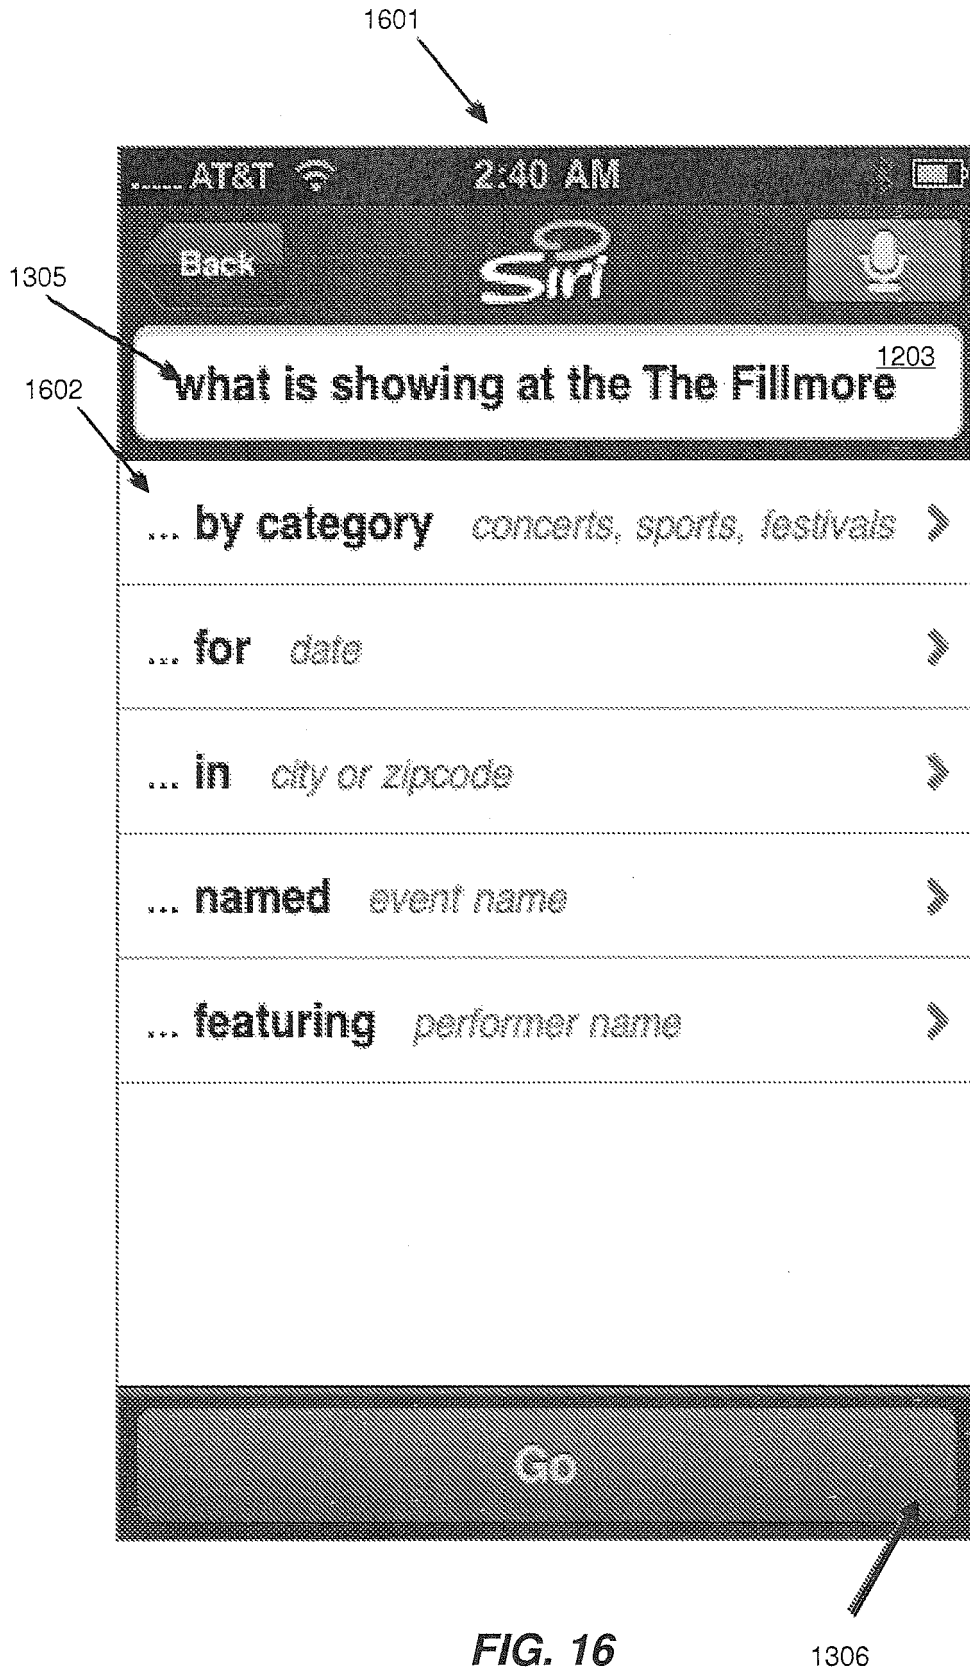 1601
AT&T 2:40 AM
Back Siri
1305
1203
what is showing at the The Fillmore
1602
... by category concerts, sports, festivals
... for date
... in city or zipcode
... named event name
... featuring performer name
Go
FIG. 16
1306